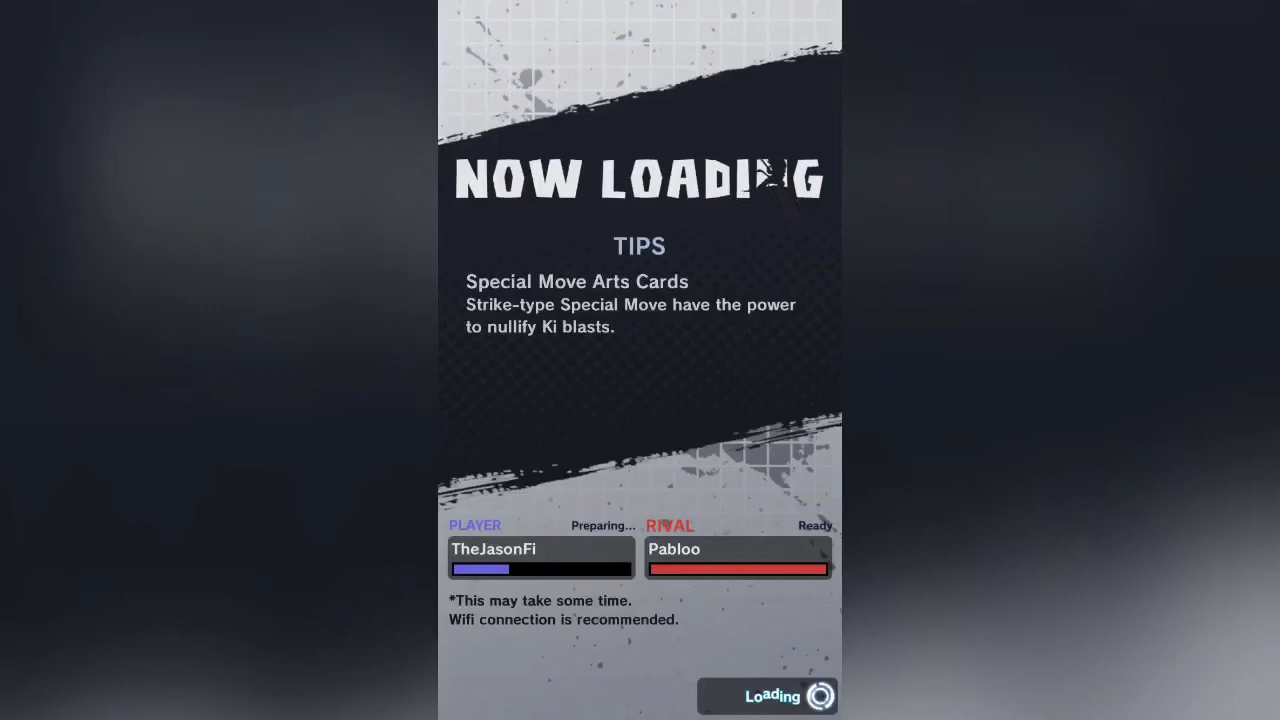 NOW LOADING
TIPS
Special Move Arts Cards
Strike-type Special Move have the power
to nullify Ki blasts.
PLAYER Preparing... RIVAL Ready
TheJasonFi Pabloo
*This may take some time.
Wifi connection is recommended.
Loading